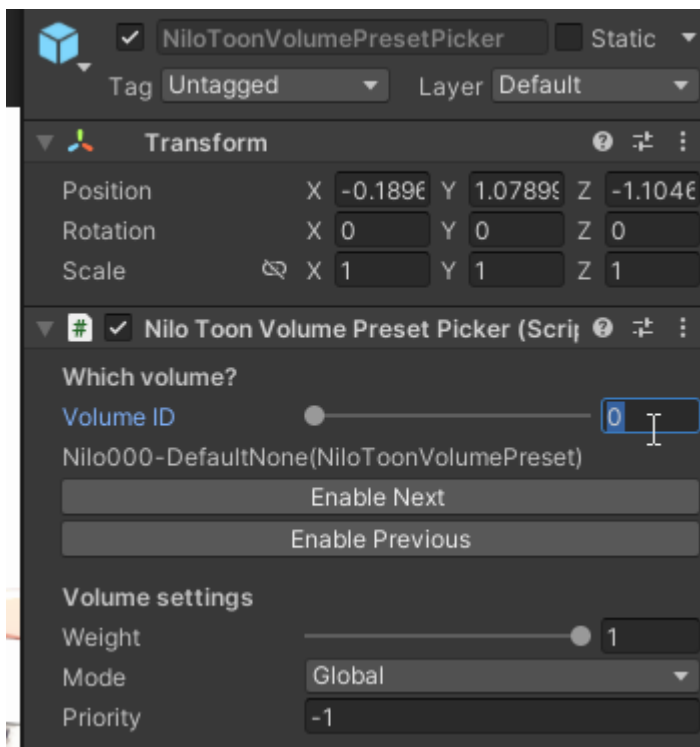 NiloToonVolumePresetPicker Static
Tag Untagged Layer Default
Transform
Position X -0.1896 Y 1.07899 Z -1.1046
Rotation X 0 Y 0 Z 0
Scale X 1 Y 1 Z 1
# Nilo Toon Volume Preset Picker (Scrip
Which volume?
Volume ID 0
Nilo000-DefaultNone(NiloToonVolumePreset)
Enable Next
Enable Previous
Volume settings
Weight 1
Mode Global
Priority -1